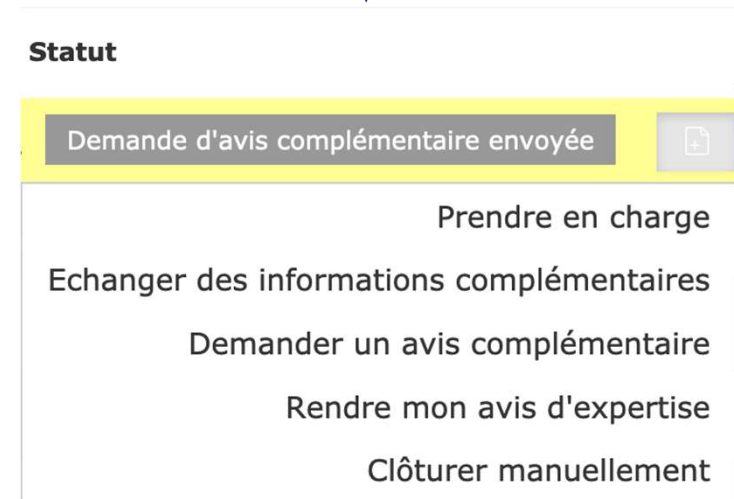 Statut
Demande d'avis complémentaire envoyée
Prendre en charge
Echanger des informations complémentaires
Demander un avis complémentaire
Rendre mon avis d'expertise
Clôturer manuellement